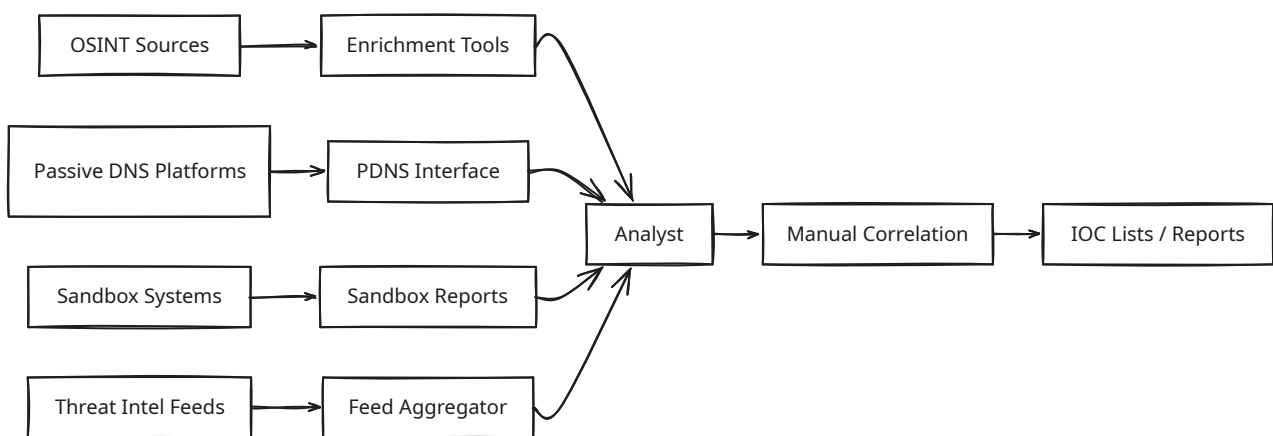 OSINT Sources
Enrichment Tools
Passive DNS Platforms
PDNS Interface
Analyst
Manual Correlation
IOC Lists / Reports
Sandbox Systems
Sandbox Reports
Threat Intel Feeds
Feed Aggregator